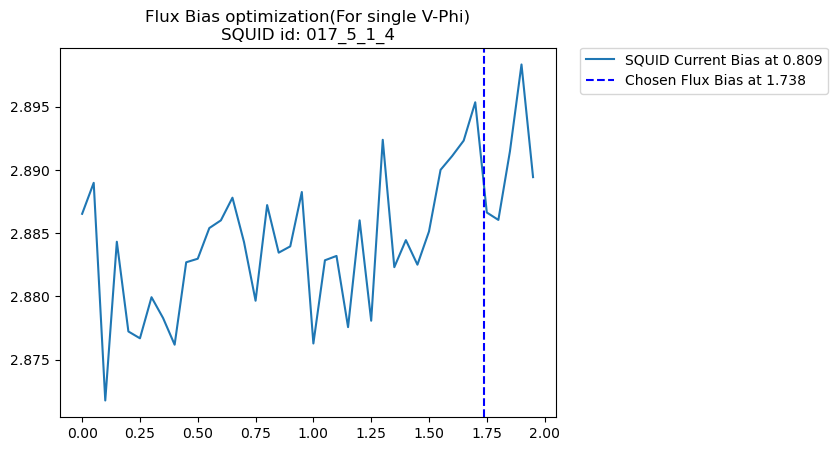 Flux Bias optimization(For single V-Phi)
SQUID id: 017_5_1_4
SQUID Current Bias at 0.809
Chosen Flux Bias at 1.738
2.895
2.890
2.885
2.880
2.875
0.00 0.25 0.50 0.75 1.00 1.25 1.50 1.75 2.00